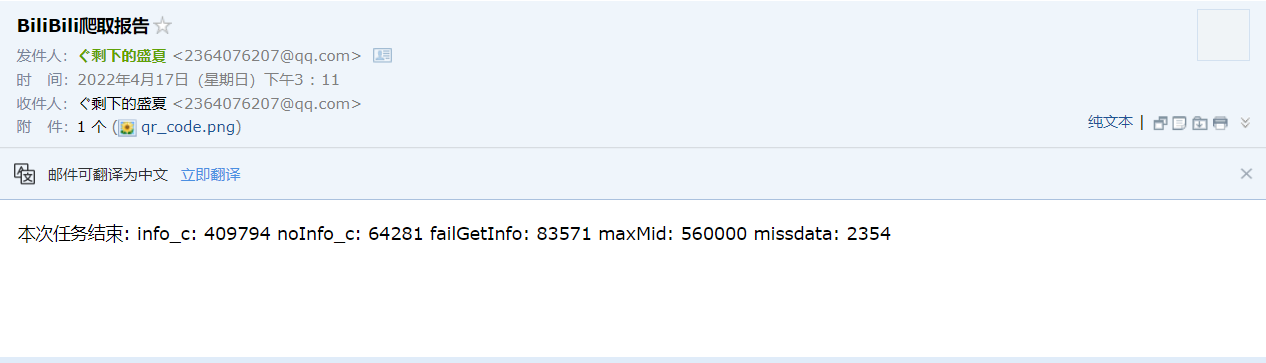 BiliBili爬取报告
发件人：ぐ剩下的盛夏 <2364076207@qq.com>
时 间：2022年4月17日（星期日）下午3：11
收件人：ぐ剩下的盛夏 <2364076207@qq.com>
附 件：1 个 ( qr_code.png)
纯文本 |
邮件可翻译为中文 立即翻译
本次任务结束: info_c: 409794 noInfo_c: 64281 failGetInfo: 83571 maxMid: 560000 missdata: 2354